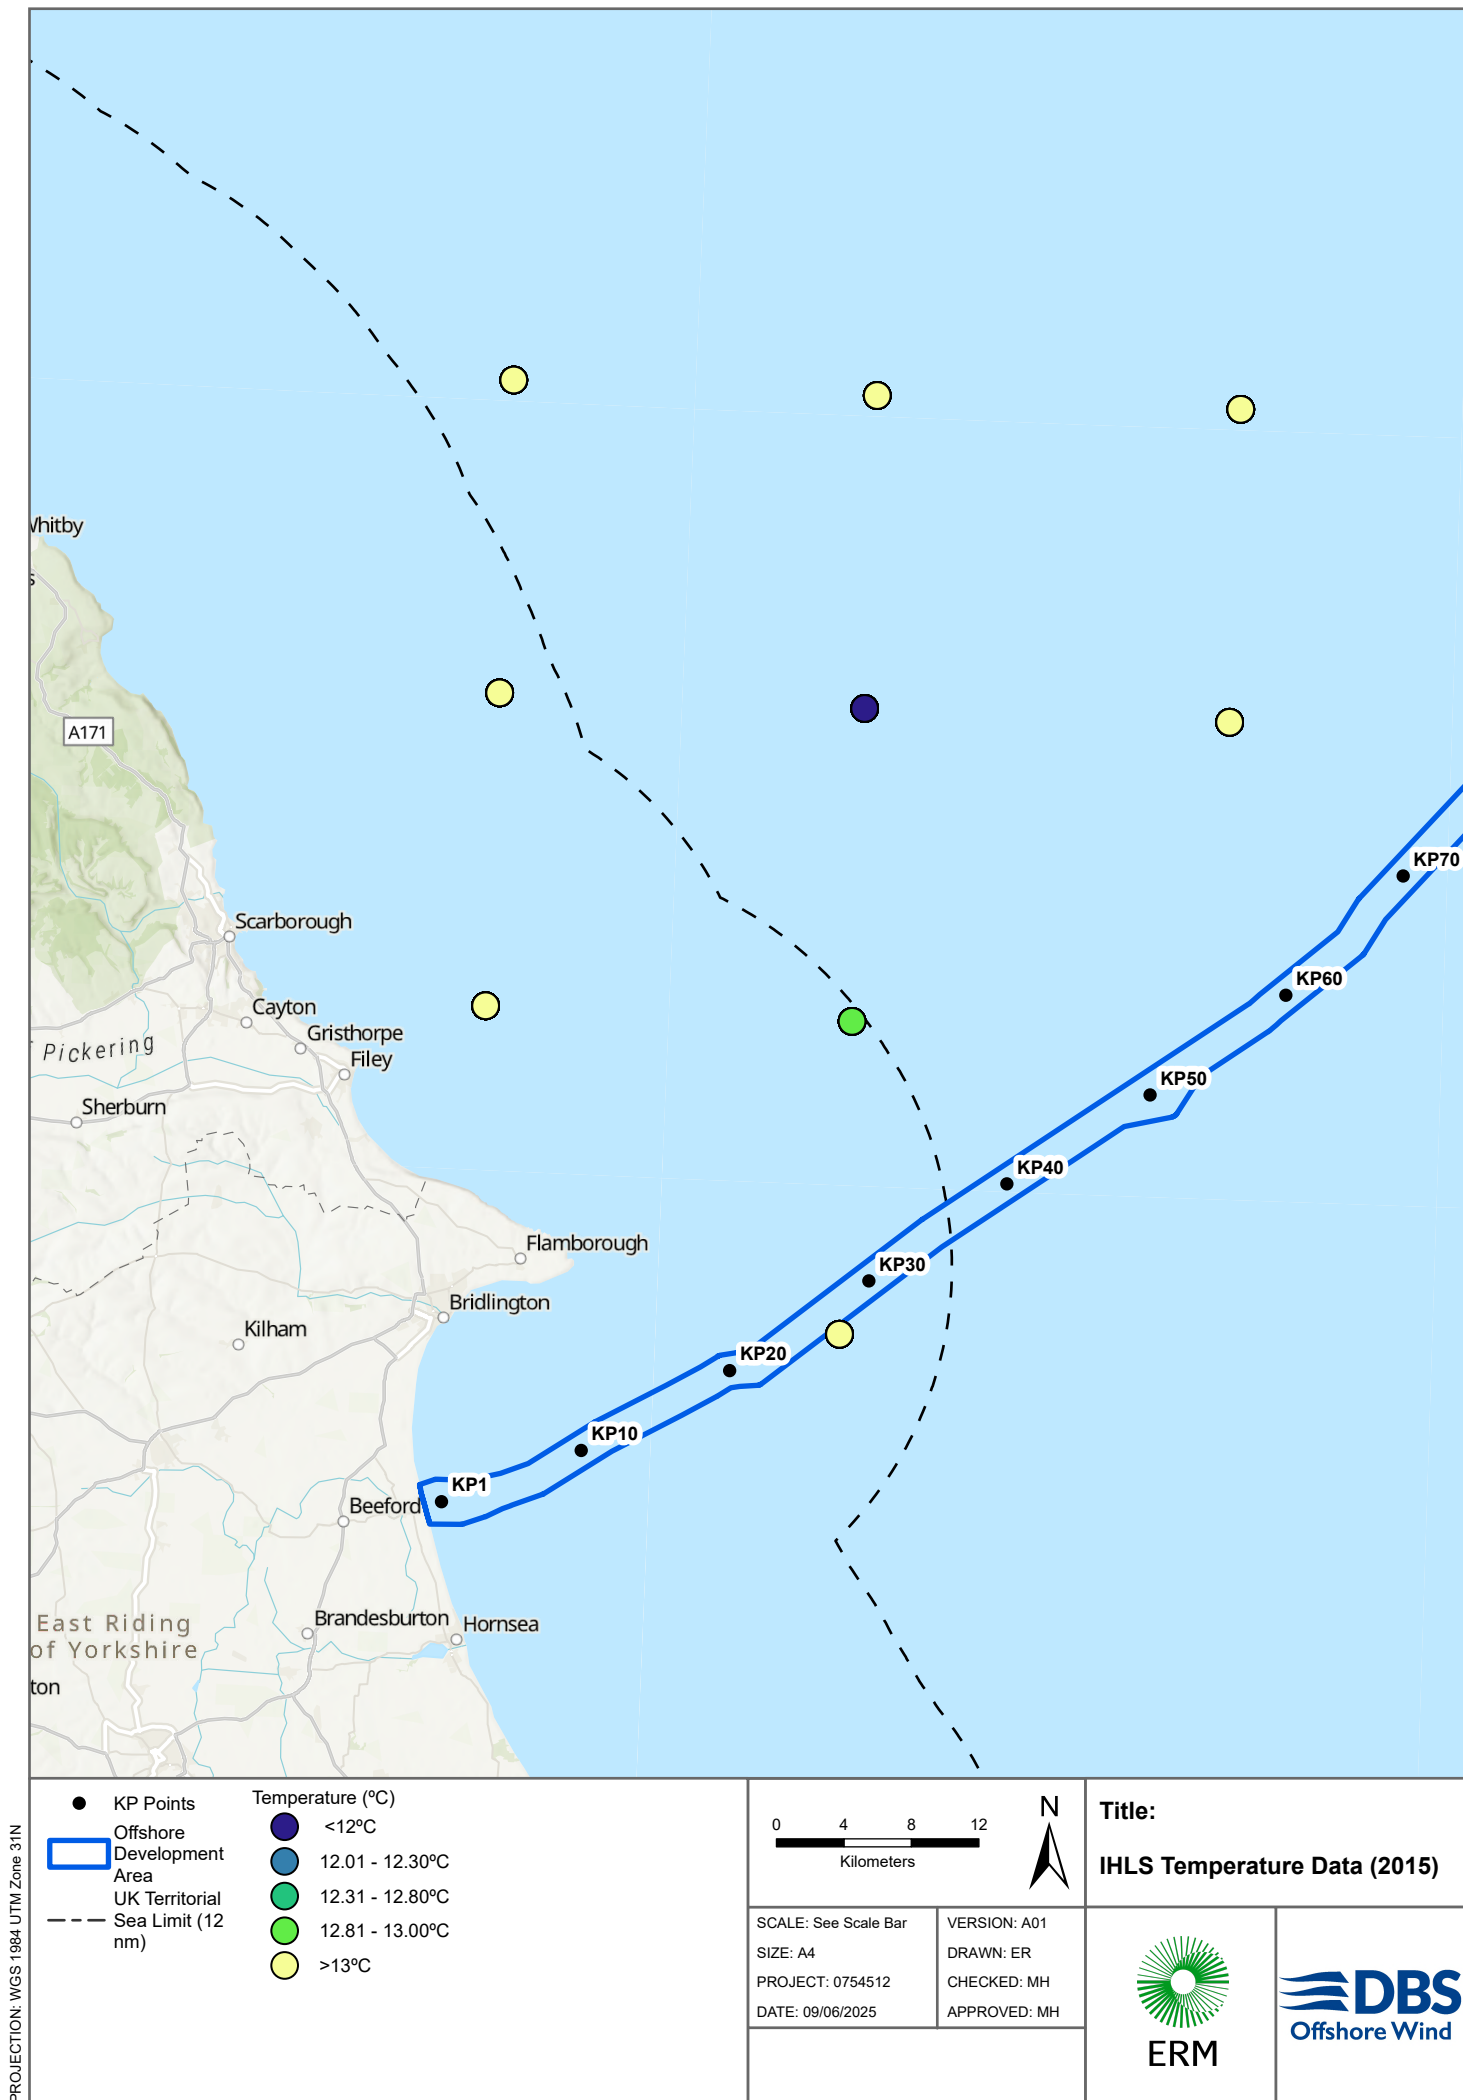 Whitby
s
A171
KP70
Scarborough
KP60
Cayton
Gristhorpe
Pickering
Filey
KP50
Sherburn
KP40
Flamborough
KP30
Bridlington
Kilham
KP20
KP10
KP1
Beeford
East Riding
of Yorkshire
Brandesburton
Hornsea
ton
PROJECTION: WGS 1984 UTM Zone 31N
KP Points
Offshore
Development
Area
UK Territorial
Sea Limit (12
nm)
Temperature (ºC)
<12ºC
12.01 - 12.30ºC
12.31 - 12.80ºC
12.81 - 13.00ºC
>13ºC
0 4 8 12
Kilometers
N
SCALE: See Scale Bar
SIZE: A4
PROJECT: 0754512
DATE: 09/06/2025
VERSION: A01
DRAWN: ER
CHECKED: MH
APPROVED: MH
Title:
IHLS Temperature Data (2015)
ERM
DBS
Offshore Wind